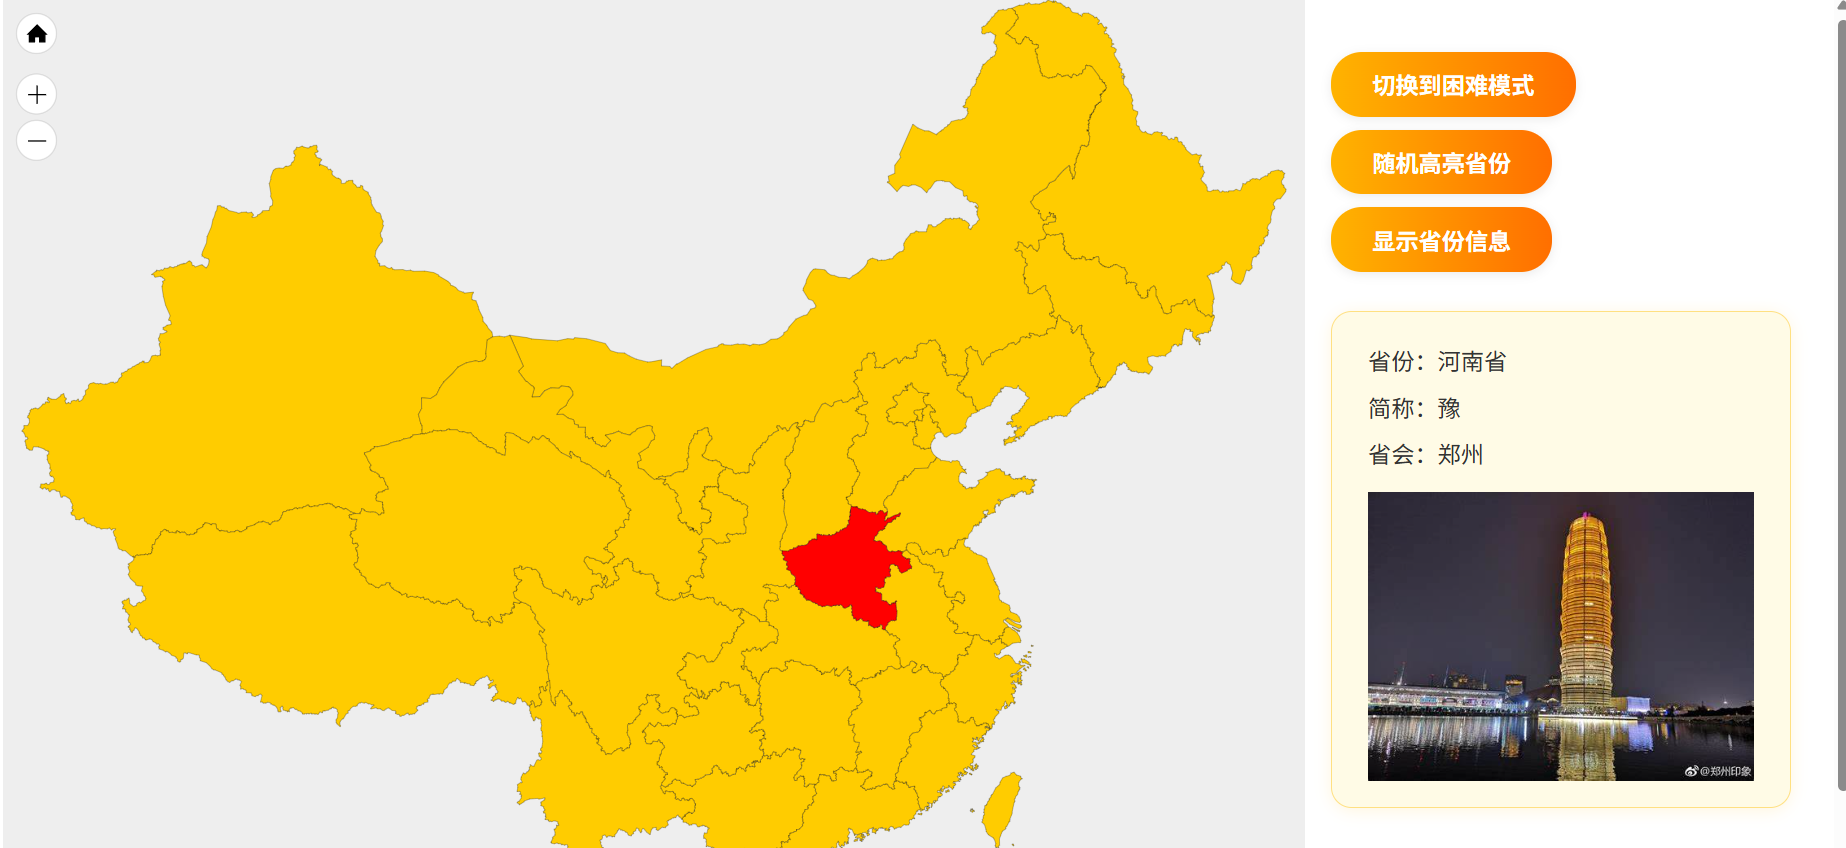 切换到困难模式
随机高亮省份
显示省份信息
省份：河南省
简称：豫
省会：郑州
@郑州印象